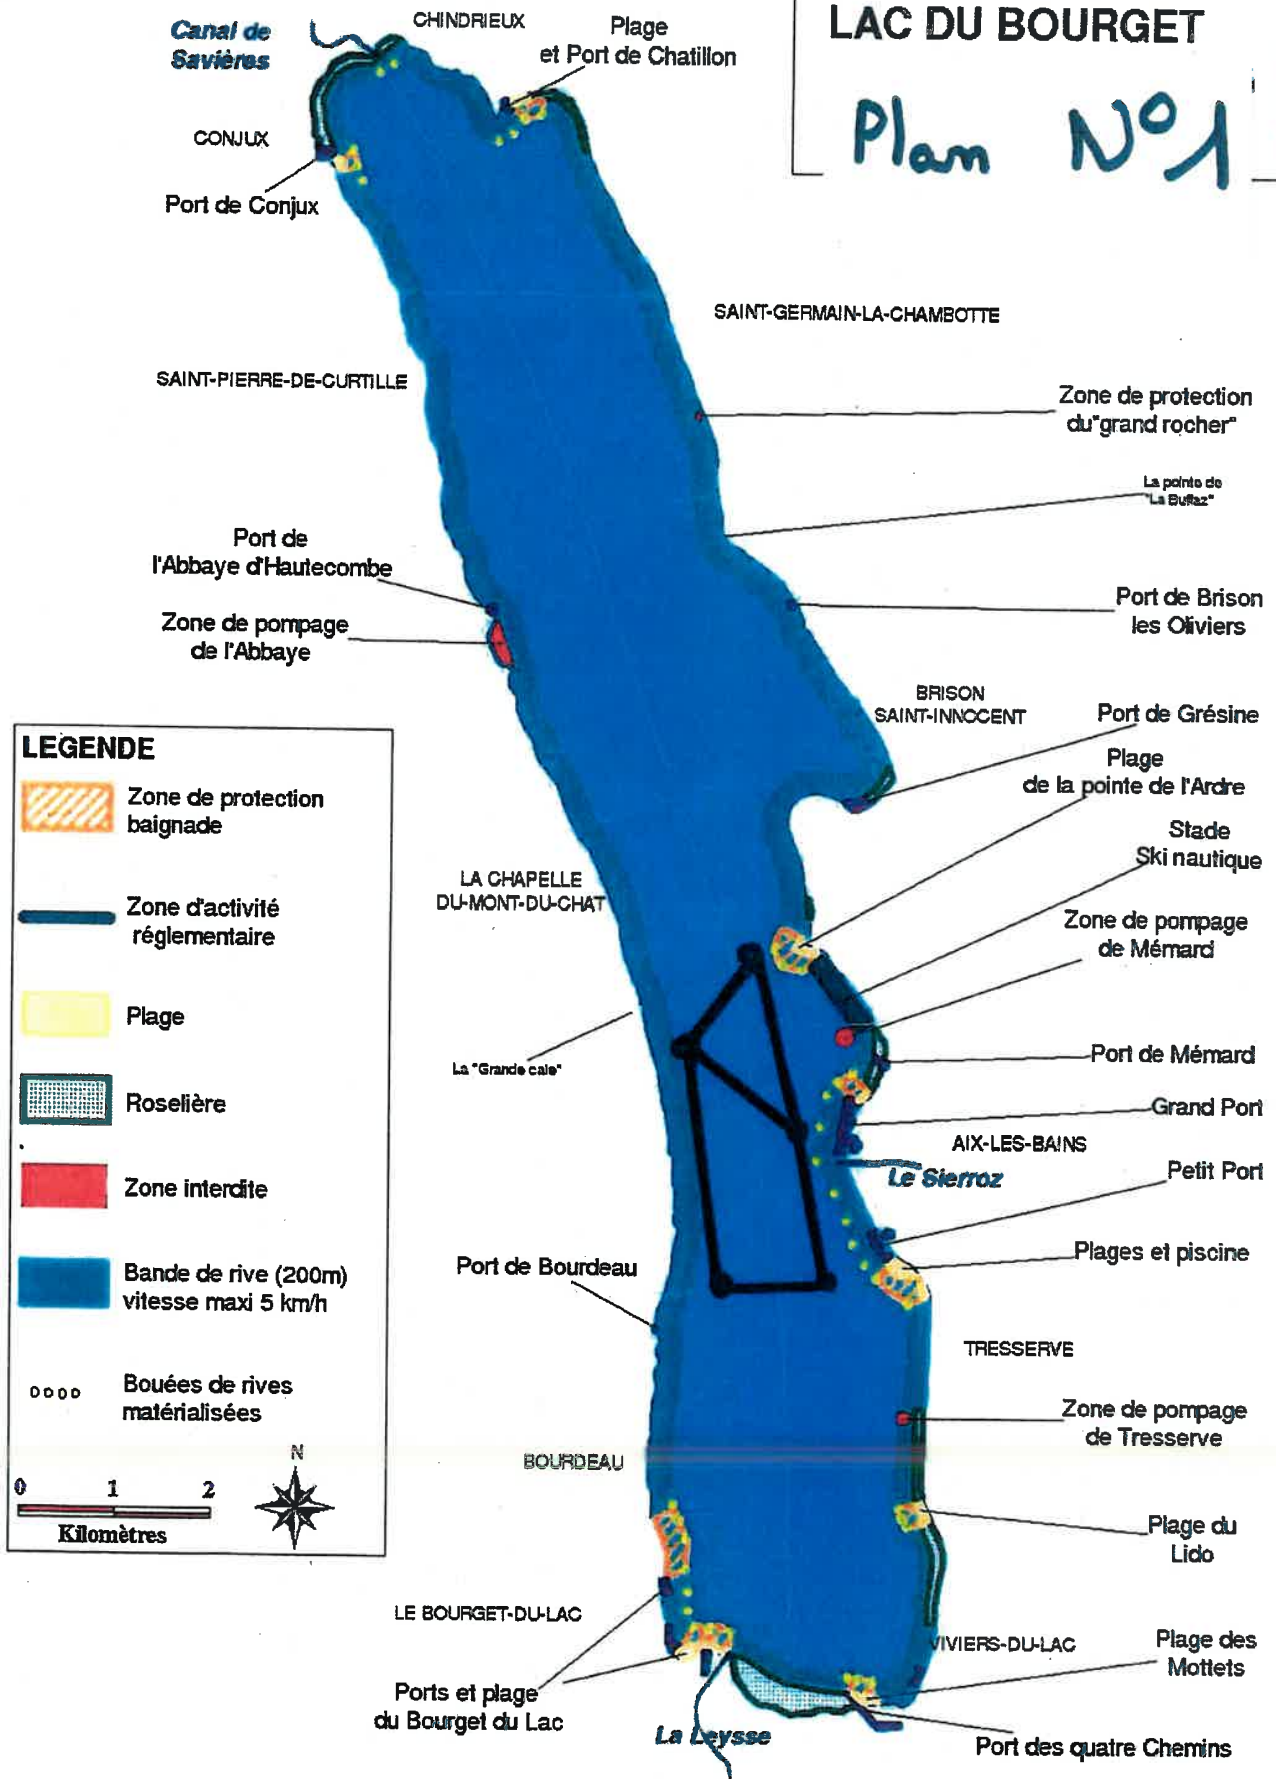 LAC DU BOURGET
Plan N°1
Canal de
Savières
CHINDRIEUX
Plage
et Port de Chatillon
CONJUX
Port de Conjux
SAINT-GERMAIN-LA-CHAMBOTTE
SAINT-PIERRE-DE-CURTILLE
Zone de protection
du"grand rocher"
La pointe de
"La Buffaz"
Port de
l'Abbaye d'Hautecombe
Port de Brison
les Oliviers
Zone de pompage
de l'Abbaye
BRISON
SAINT-INNOCENT
Port de Grésine
Plage
de la pointe de l'Ardre
Stade
Ski nautique
LA CHAPELLE
DU-MONT-DU-CHAT
Zone de pompage
de Mémard
La "Grande cale"
Port de Mémard
Grand Port
AIX-LES-BAINS
Le Sierroz
Petit Port
Plages et piscine
Port de Bourdeau
TRESSERVE
Zone de pompage
de Tresserve
BOURDEAU
Plage du
Lido
LE BOURGET-DU-LAC
VIVIERS-DU-LAC
Plage des
Mottets
Ports et plage
du Bourget du Lac
La Leysse
Port des quatre Chemins
LEGENDE
Zone de protection
baignade
Zone d'activité
réglementaire
Plage
Roselière
Zone interdite
Bande de rive (200m)
vitesse maxi 5 km/h
Bouées de rives
matérialisées
N
0 1 2
Kilomètres